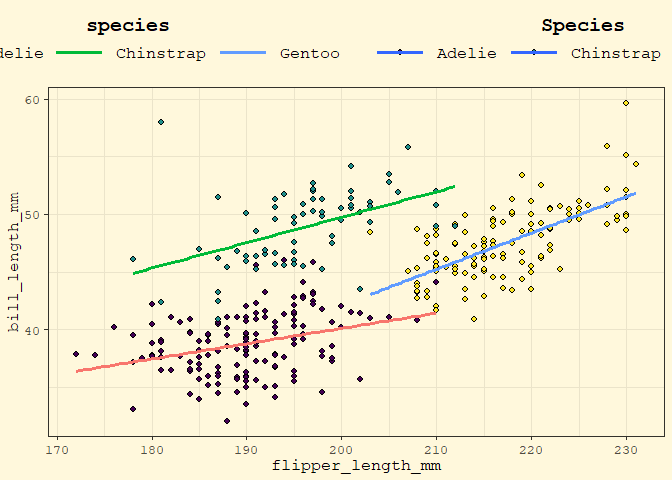 species Species
delie Chinstrap Gentoo Adelie Chinstrap
60
50
40
bill_length_mm
170 180 190 200 210 220 230
flipper_length_mm